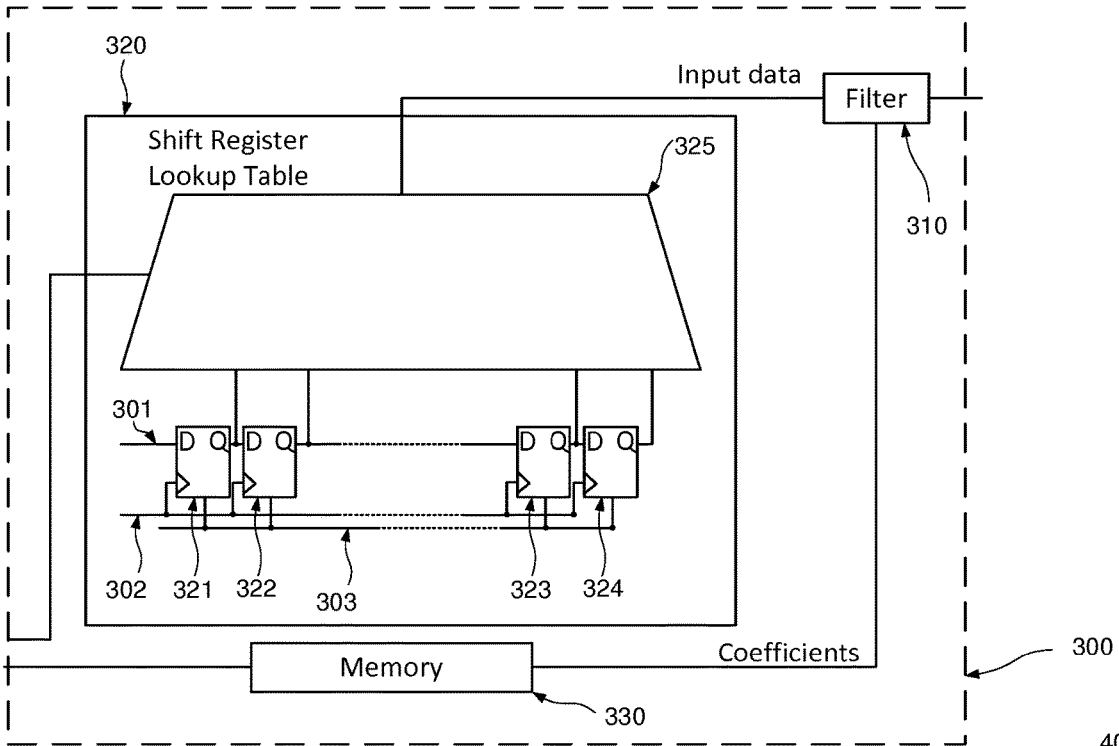 320
Input data
Filter
Shift Register
Lookup Table
325
310
301
D Q
D Q
D Q
D Q
302
321
322
303
323
324
Memory
Coefficients
300
330
40